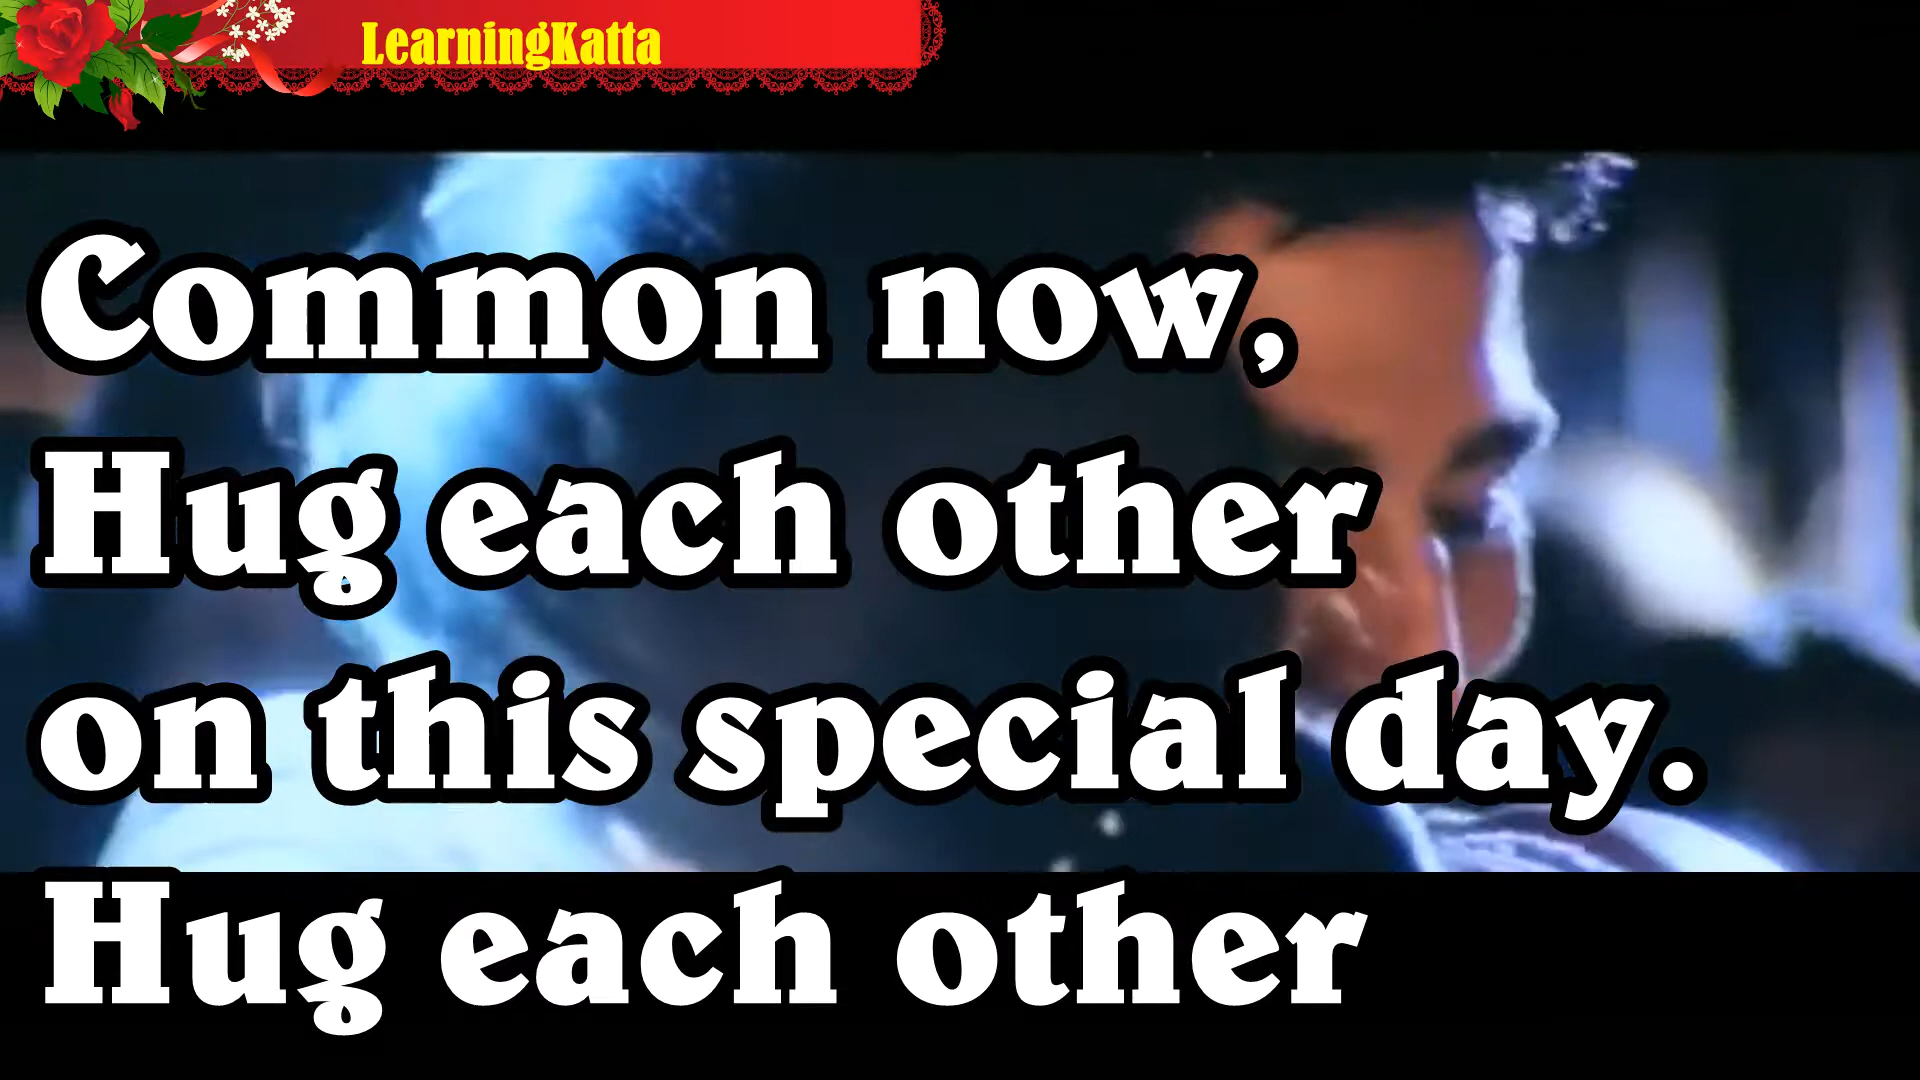 LearningKatta
Common now,
Hug each other
on this special day.
Hug each other